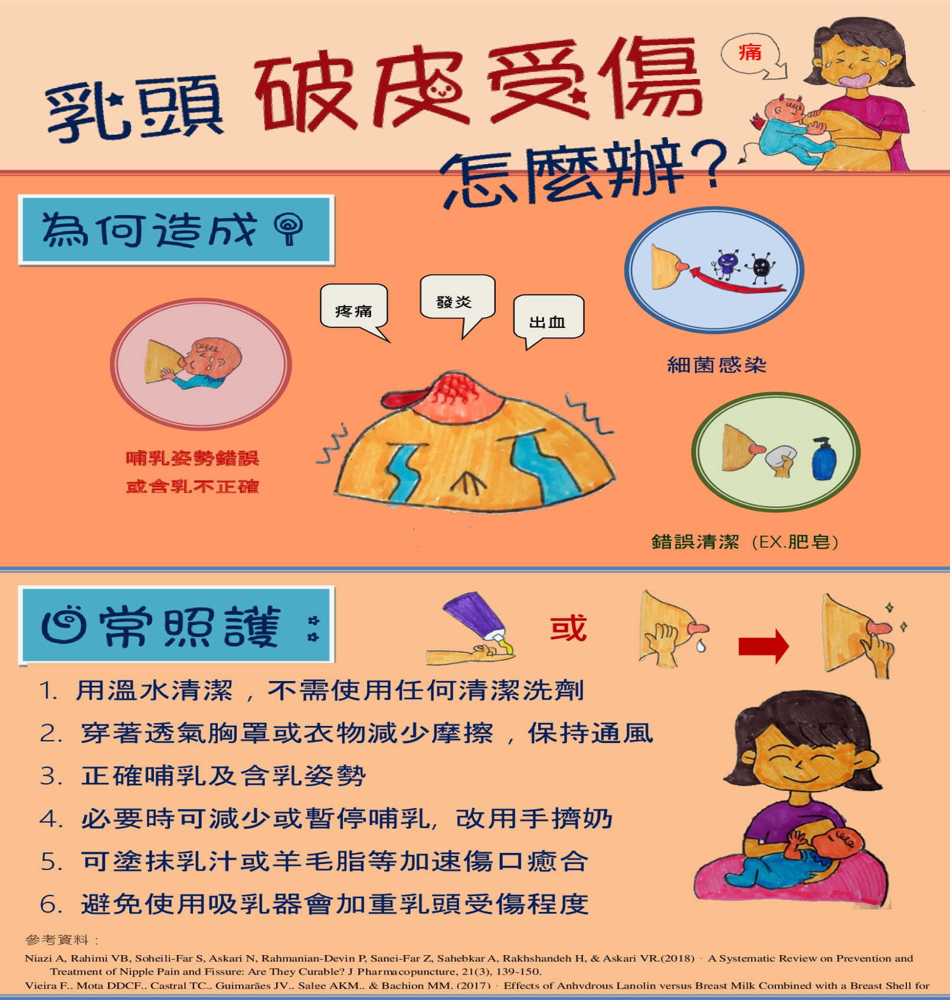 乳頭 破皮受傷
怎麼辦?
痛
為何造成
疼痛
發炎
出血
細菌感染
哺乳姿勢錯誤
或含乳不正確
錯誤清潔 (EX.肥皂)
日常照護：
或
1. 用溫水清潔，不需使用任何清潔洗劑
2. 穿著透氣胸罩或衣物減少摩擦，保持通風
3. 正確哺乳及含乳姿勢
4. 必要時可減少或暫停哺乳, 改用手擠奶
5. 可塗抹乳汁或羊毛脂等加速傷口癒合
6. 避免使用吸乳器會加重乳頭受傷程度
參考資料：
Niazi A, Rahimi VB, Soheili-Far S, Askari N, Rahmanian-Devin P, Sanei-Far Z, Sahebkar A, Rakhshandeh H, & Askari VR.(2018)．A Systematic Review on Prevention and
Treatment of Nipple Pain and Fissure: Are They Curable? J Pharmacopuncture, 21(3), 139-150.
Vieira F., Mota DDCF., Castral TC., Guimarães JV., Salge AKM., & Bachion MM. (2017)．Effects of Anhydrous Lanolin versus Breast Milk Combined with a Breast Shell for